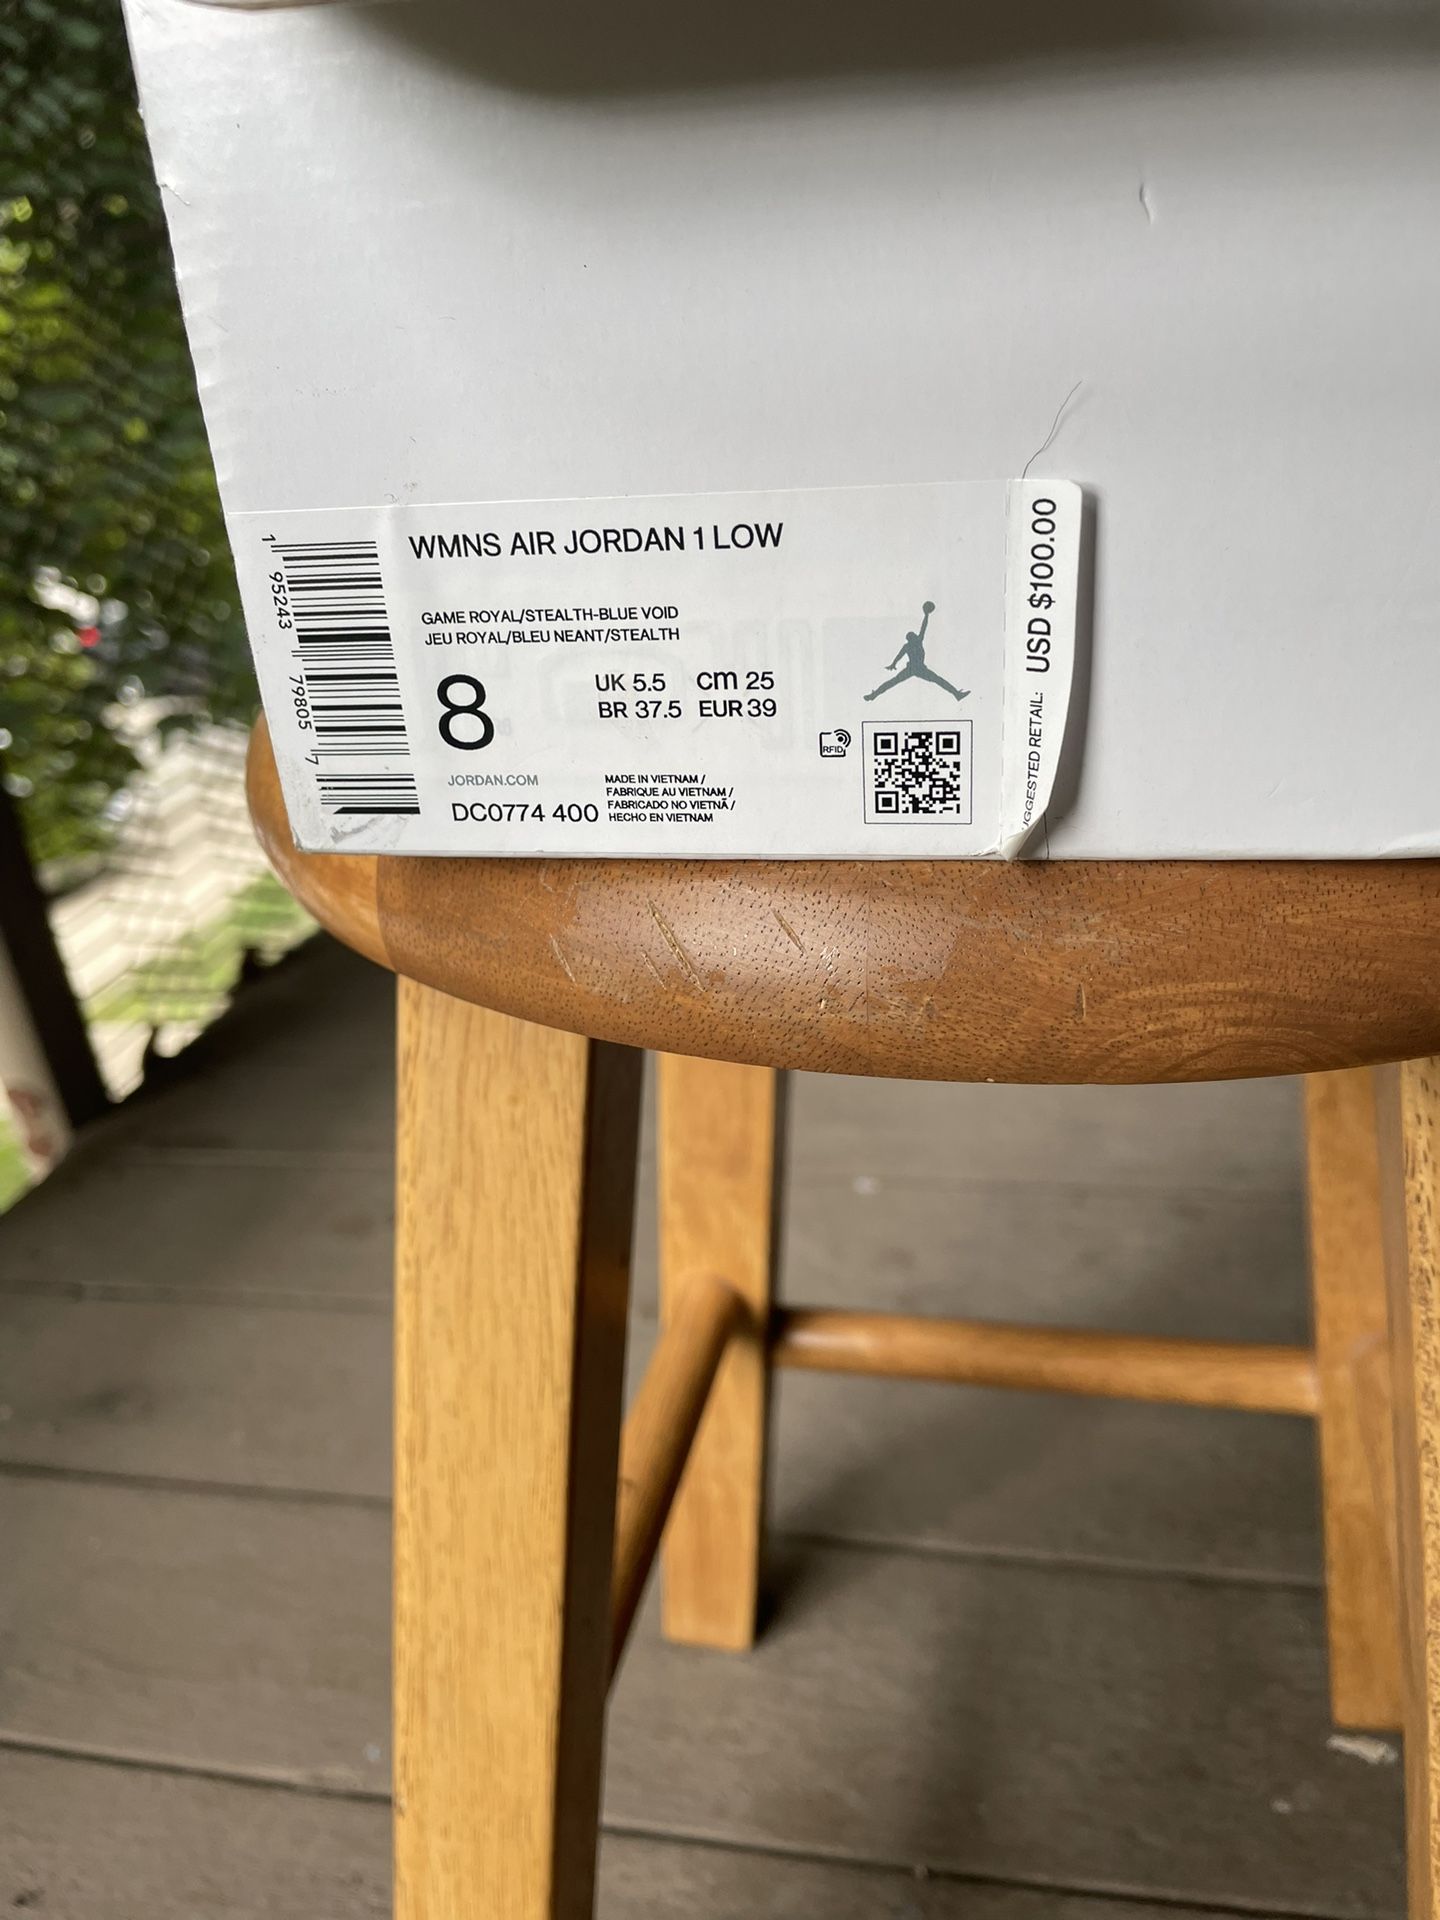 WMNS AIR JORDAN 1 LOW
GAME ROYAL/STEALTH-BLUE VOID
JEU ROYAL/BLEU NEANT/STEALTH
8
UK 5.5 cm 25
BR 37.5 EUR 39
RFID
JORDAN.COM
DC0774 400
MADE IN VIETNAM /
FABRIQUE AU VIETNAM /
FABRICADO NO VIETNÃ /
HECHO EN VIETNAM
1 95243 79805 7
UGGESTED RETAIL: USD $100.00